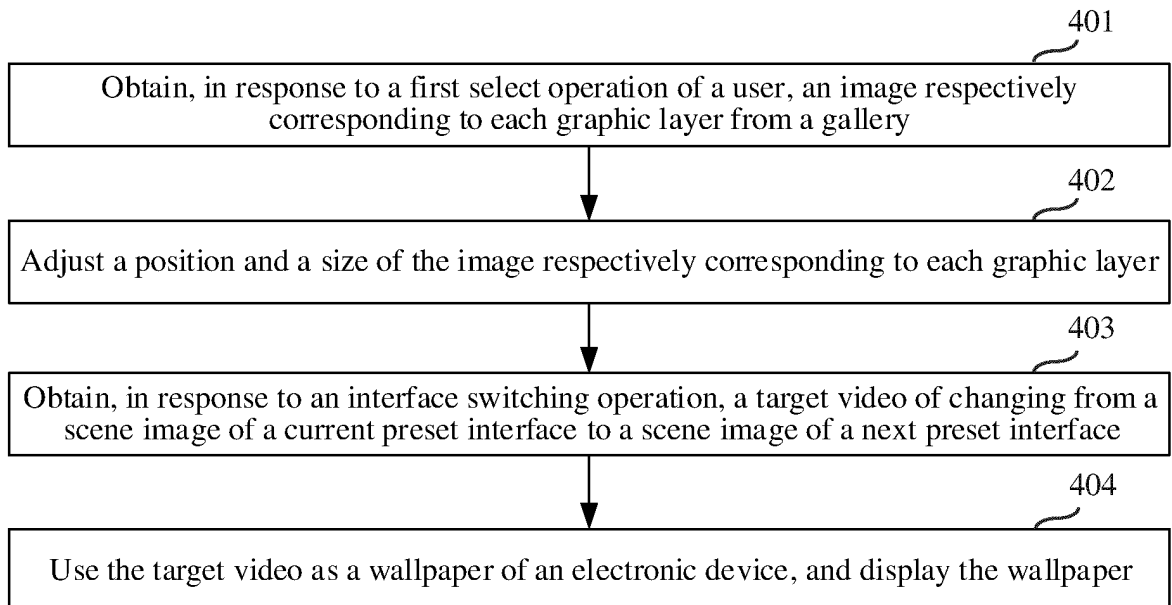 401
Obtain, in response to a first select operation of a user, an image respectively
corresponding to each graphic layer from a gallery
402
Adjust a position and a size of the image respectively corresponding to each graphic layer
403
Obtain, in response to an interface switching operation, a target video of changing from a
scene image of a current preset interface to a scene image of a next preset interface
404
Use the target video as a wallpaper of an electronic device, and display the wallpaper